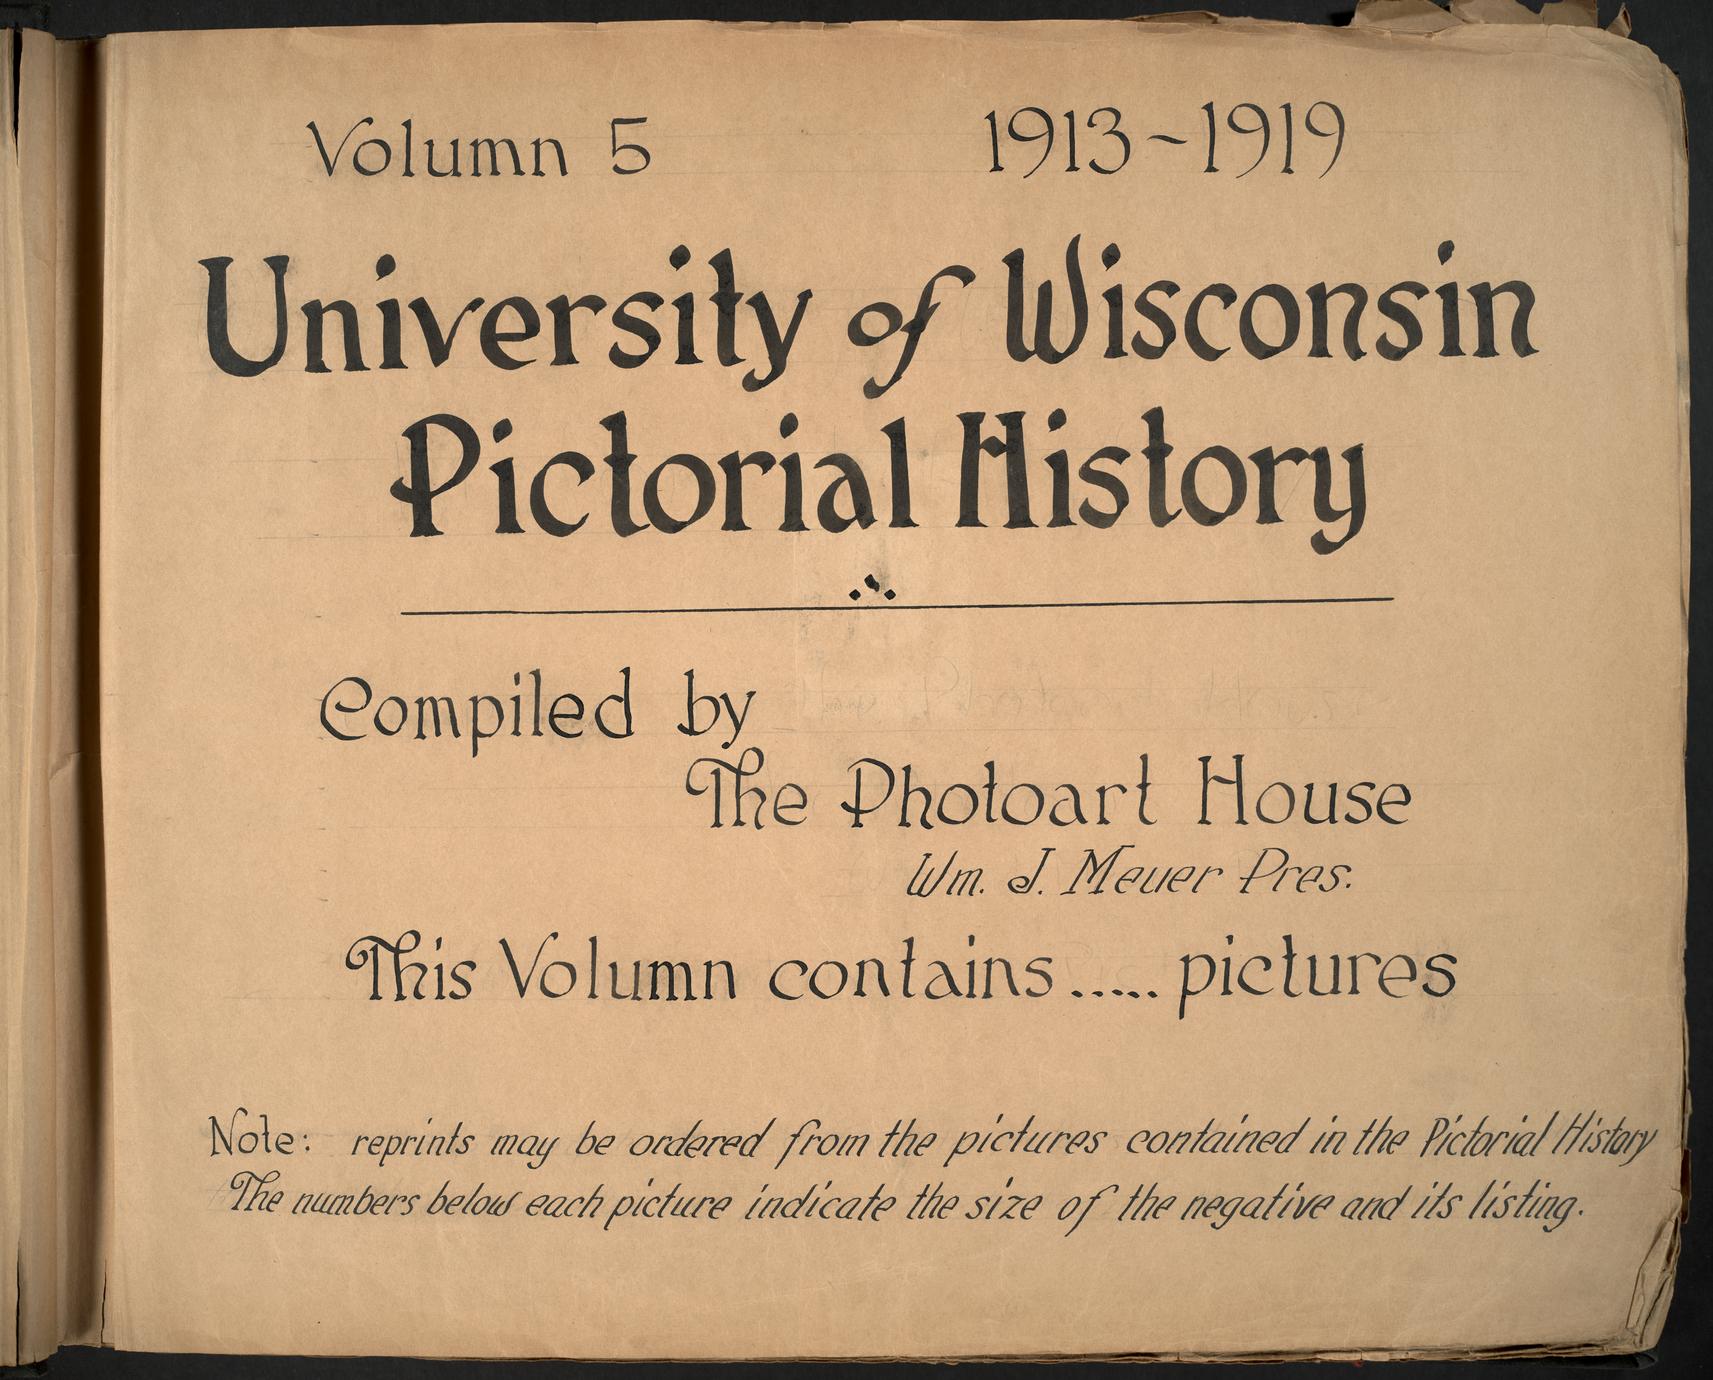 Volumn 5 1913~1919
University of Wisconsin
Pictorial History
Compiled by
The Photoart House
Wm. J. Meuer Pres.
This Volumn contains ..... pictures
Note: reprints may be ordered from the pictures contained in the Pictorial History
The numbers below each picture indicate the size of the negative and its listing.